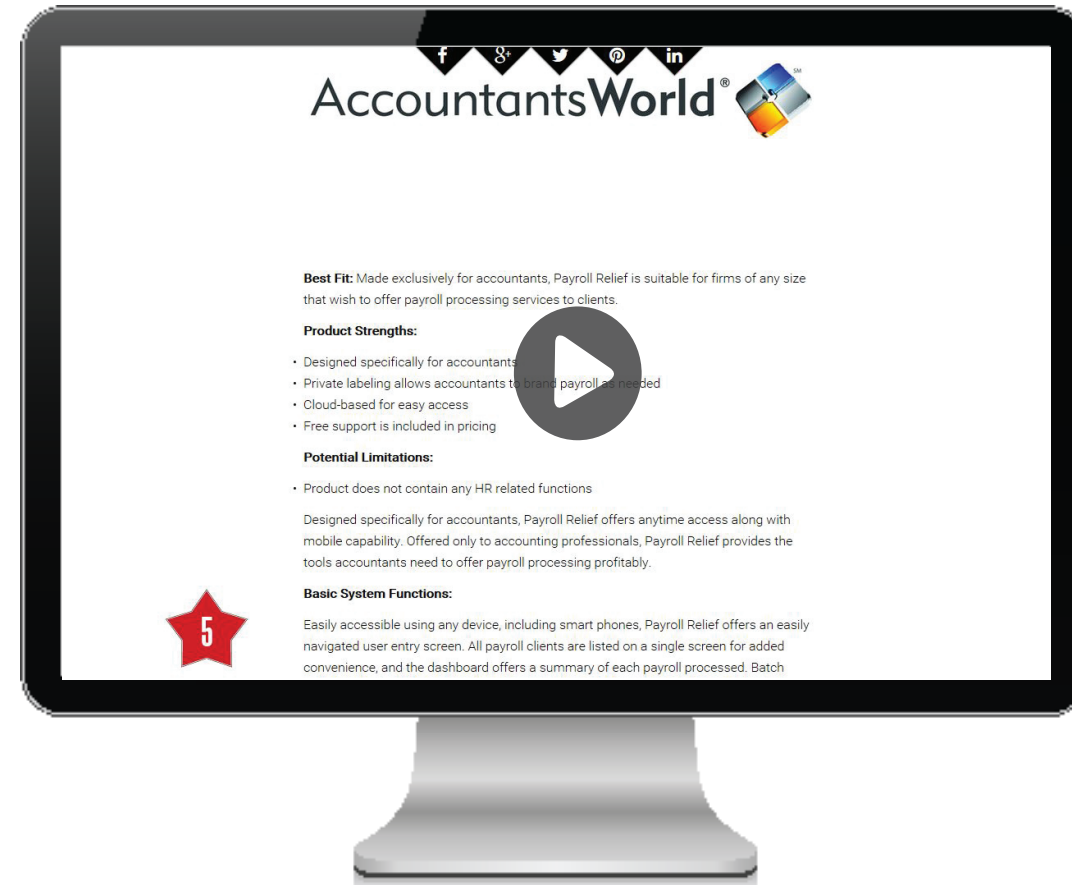 f 8+ in
AccountantsWorld® SM
Best Fit: Made exclusively for accountants, Payroll Relief is suitable for firms of any size
that wish to offer payroll processing services to clients.
Product Strengths:
• Designed specifically for accountants
• Private labeling allows accountants to brand payroll as needed
• Cloud-based for easy access
• Free support is included in pricing
Potential Limitations:
• Product does not contain any HR related functions
Designed specifically for accountants, Payroll Relief offers anytime access along with
mobile capability. Offered only to accounting professionals, Payroll Relief provides the
tools accountants need to offer payroll processing profitably.
Basic System Functions:
5
Easily accessible using any device, including smart phones, Payroll Relief offers an easily
navigated user entry screen. All payroll clients are listed on a single screen for added
convenience, and the dashboard offers a summary of each payroll processed. Batch